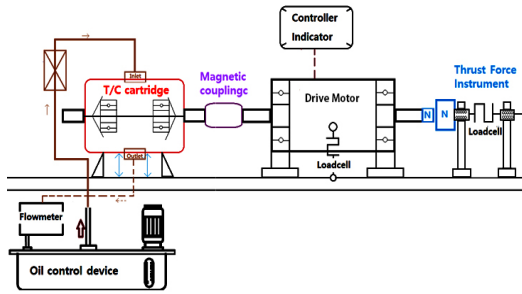 Controller
Indicator
Inlet
T/C cartridge
Magnetic
couplingc
Drive Motor
Thrust Force
Instrument
N
N
Loadcell
Loadcell
Outlet
Flowmeter
Oil control device